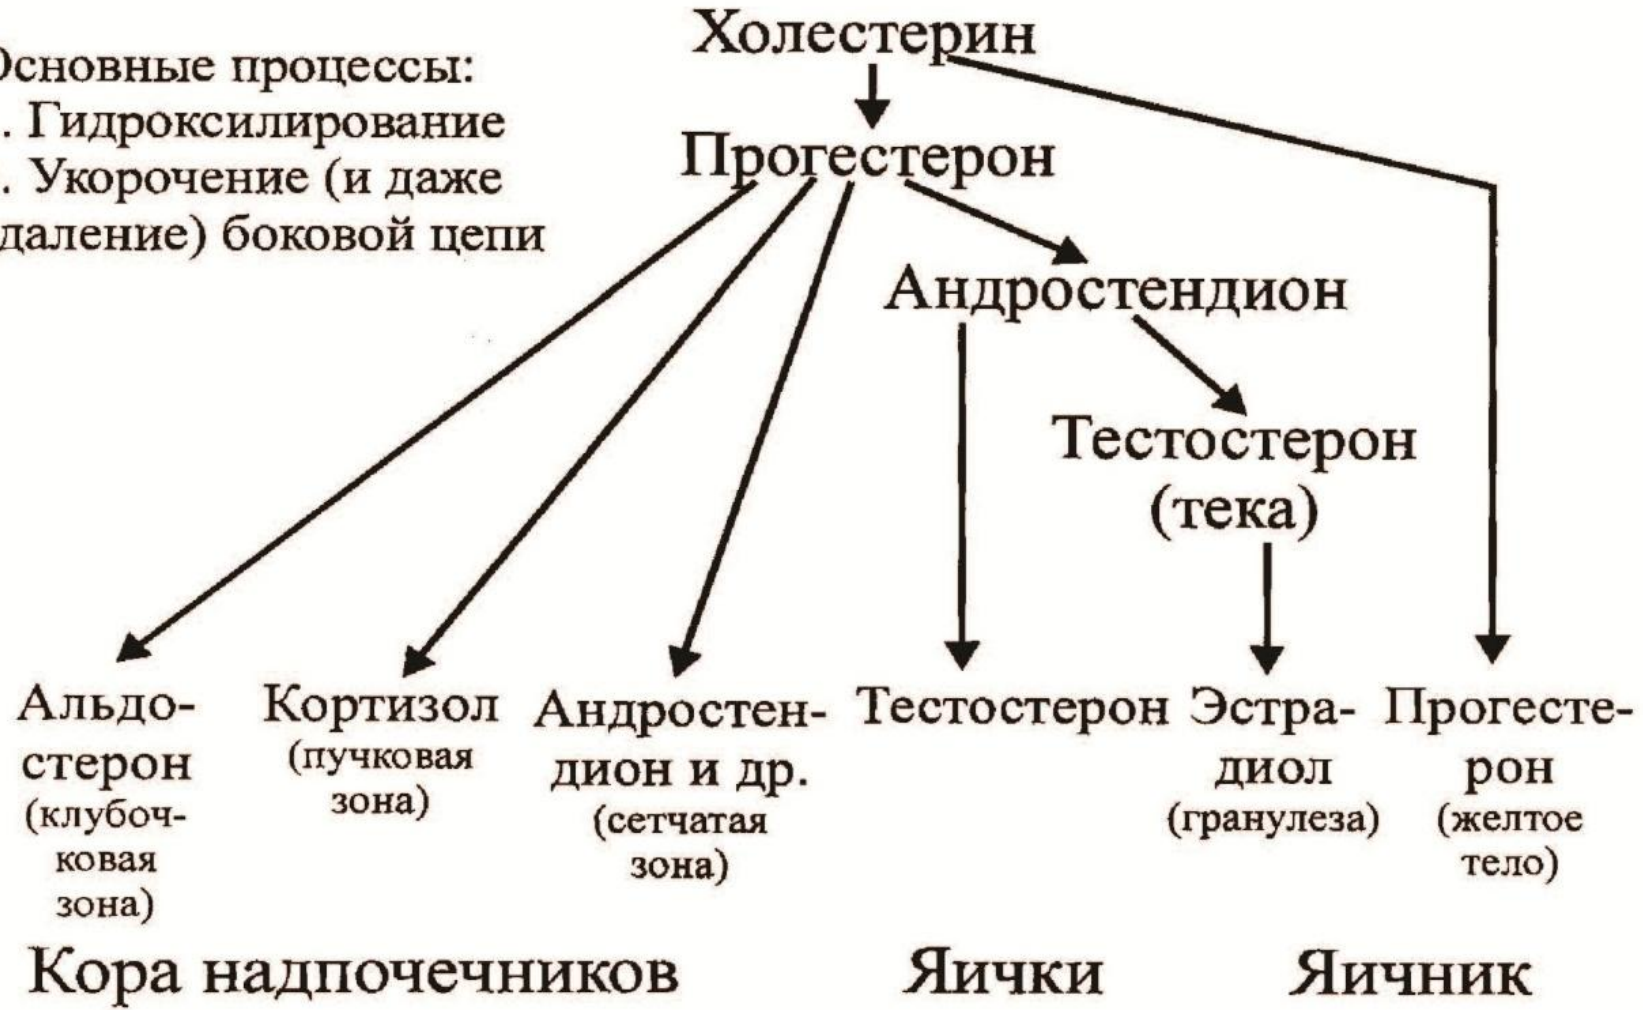 Основные процессы:
. Гидроксилирование
. Укорочение (и даже
даление) боковой цепи
Холестерин
Прогестерон
Андростендион
Тестостерон
(тека)
Альдо-
стерон
(клубоч-
ковая
зона)
Кортизол
(пучковая
зона)
Андростен-
дион и др.
(сетчатая
зона)
Тестостерон
Эстра-
диол
(гранулеза)
Прогесте-
рон
(желтое
тело)
Кора надпочечников
Яички
Яичник